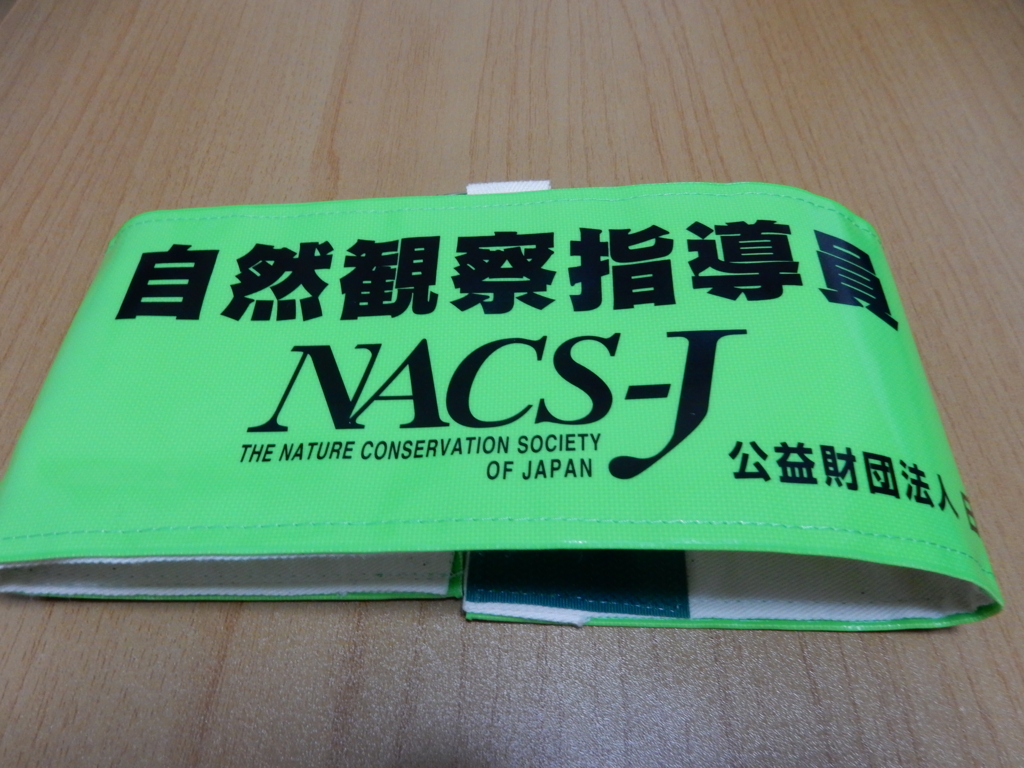 自然観察指導員
NACS-J
THE NATURE CONSERVATION SOCIETY
OF JAPAN
公益財団法人